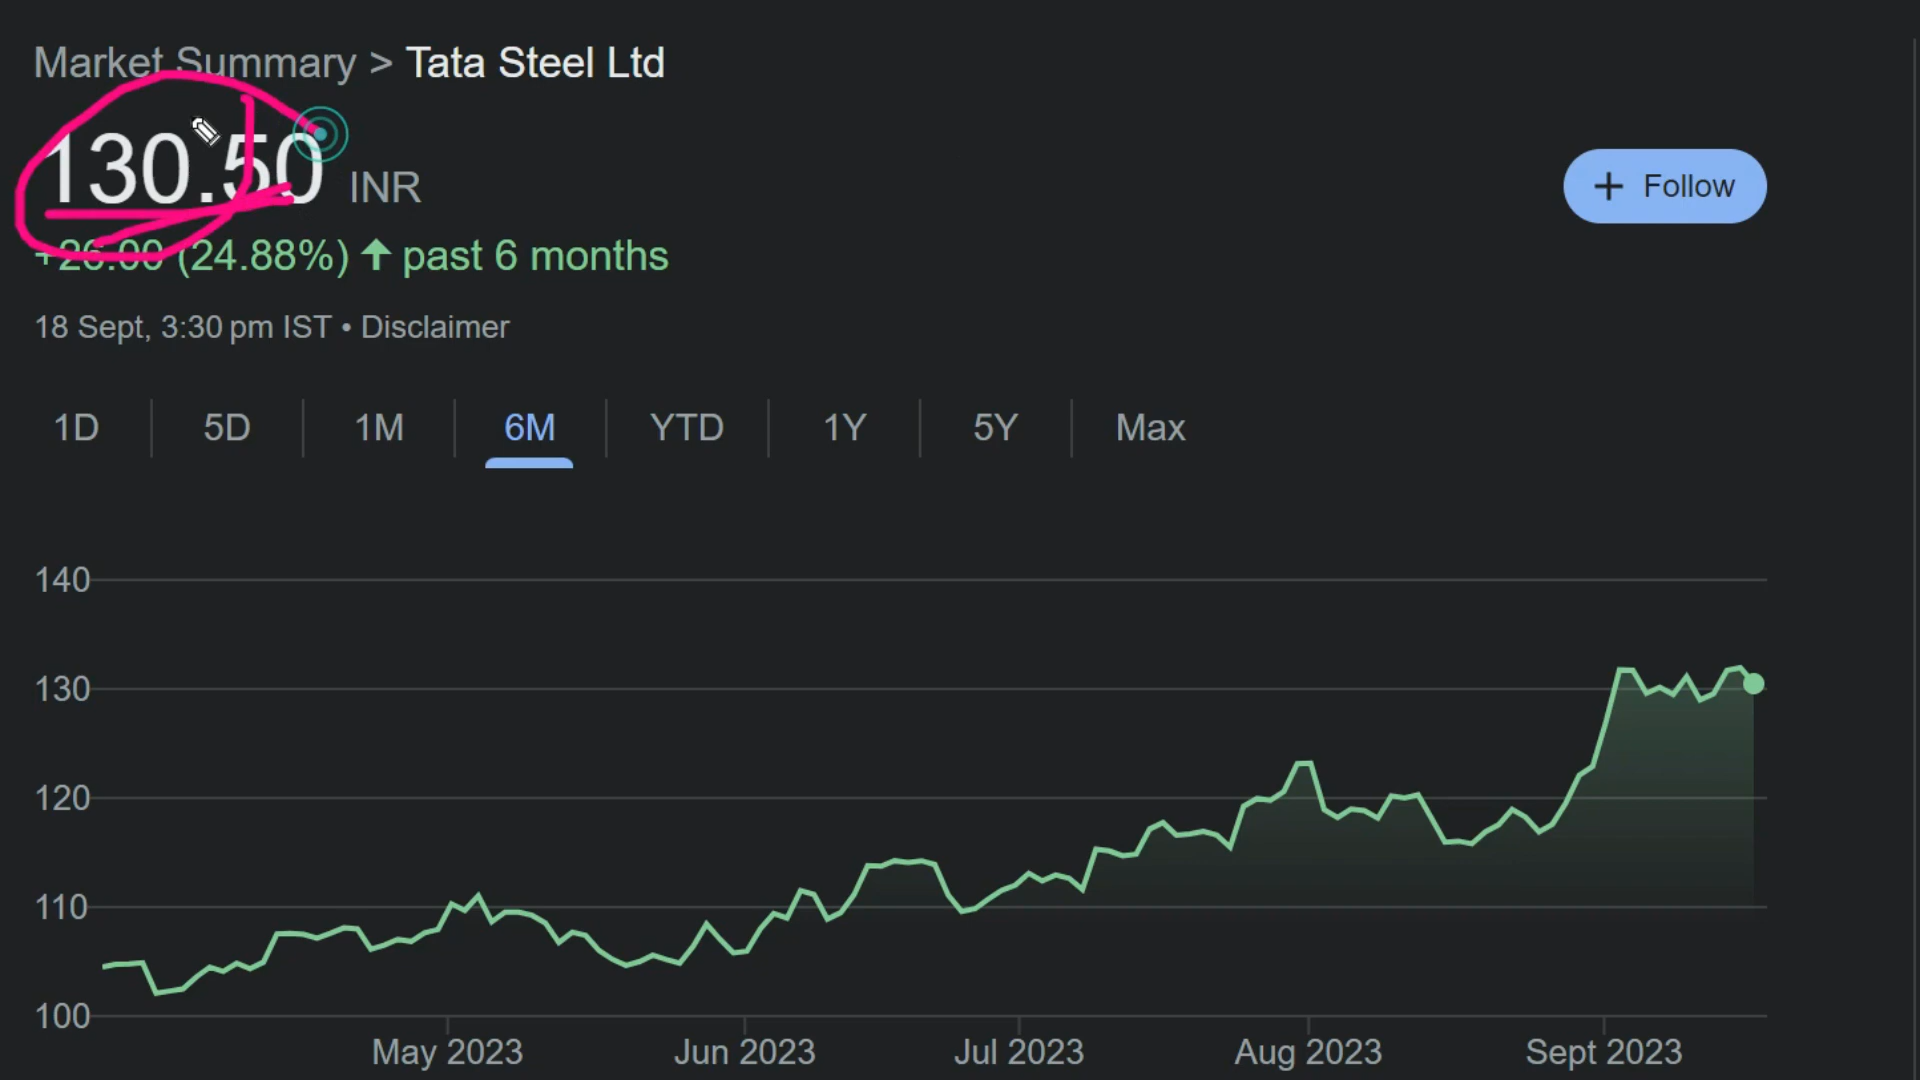 Market Summary > Tata Steel Ltd
130.50 INR
+ Follow
+26.00 (24.88%) ↑ past 6 months
18 Sept, 3:30 pm IST • Disclaimer
1D 5D 1M 6M YTD 1Y 5Y Max
140
130
120
110
100
May 2023 Jun 2023 Jul 2023 Aug 2023 Sept 2023